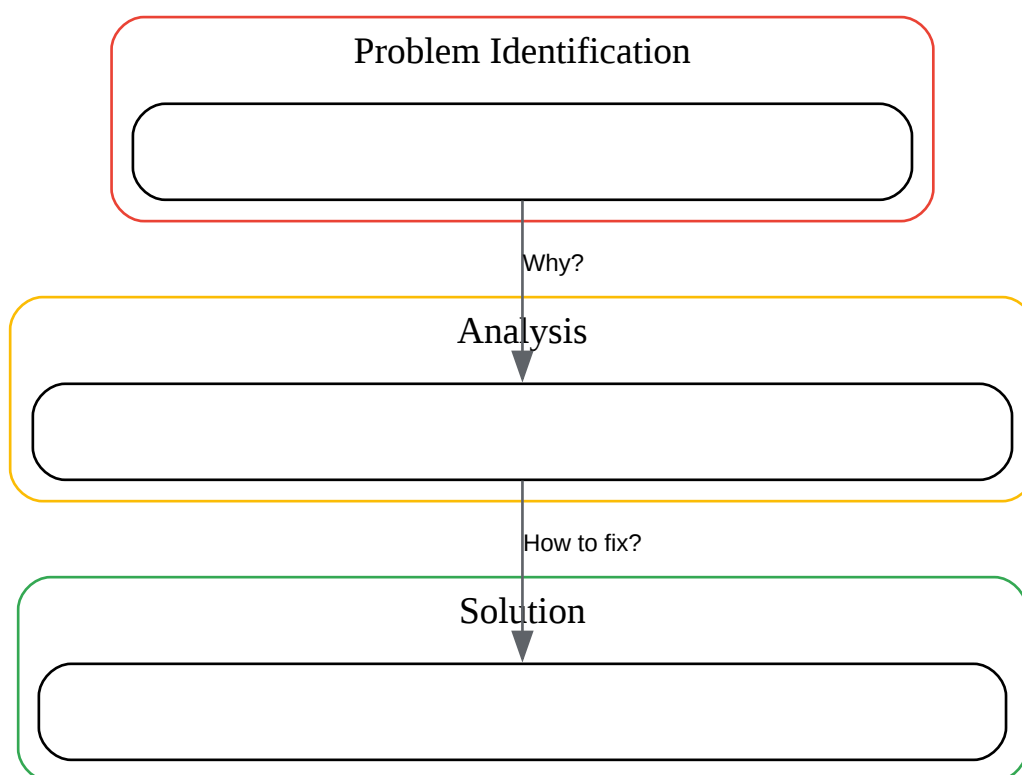 Problem Identification
Why?
Analysis
How to fix?
Solution